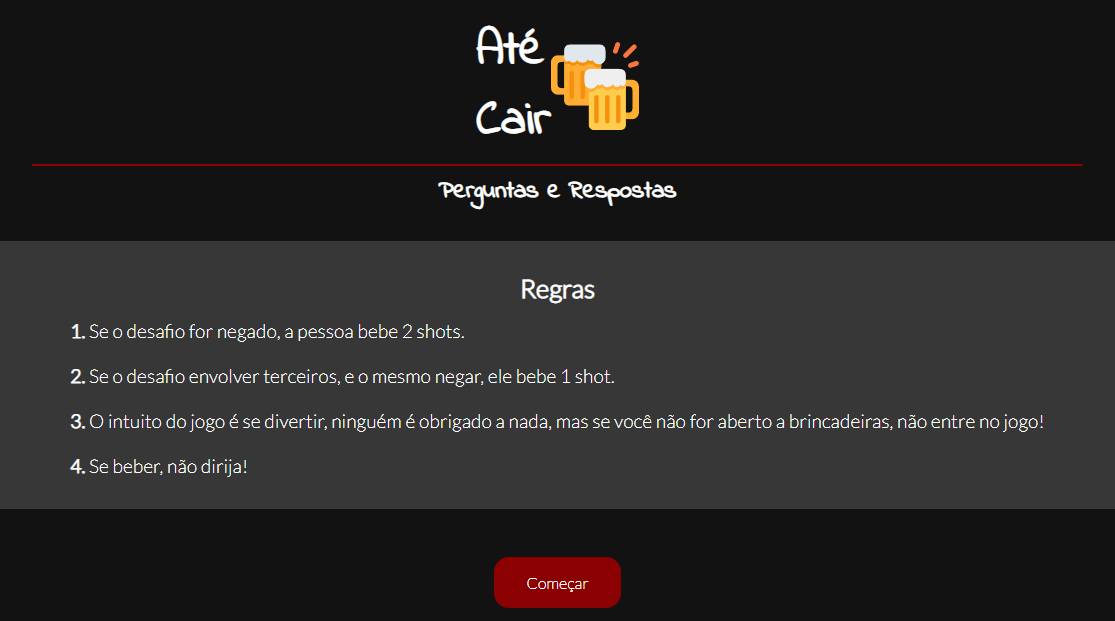 Até
Cair
Perguntas e Respostas
Regras
1. Se o desafio for negado, a pessoa bebe 2 shots.
2. Se o desafio envolver terceiros, e o mesmo negar, ele bebe 1 shot.
3. O intuito do jogo é se divertir, ninguém é obrigado a nada, mas se você não for aberto a brincadeiras, não entre no jogo!
4. Se beber, não dirija!
Começar